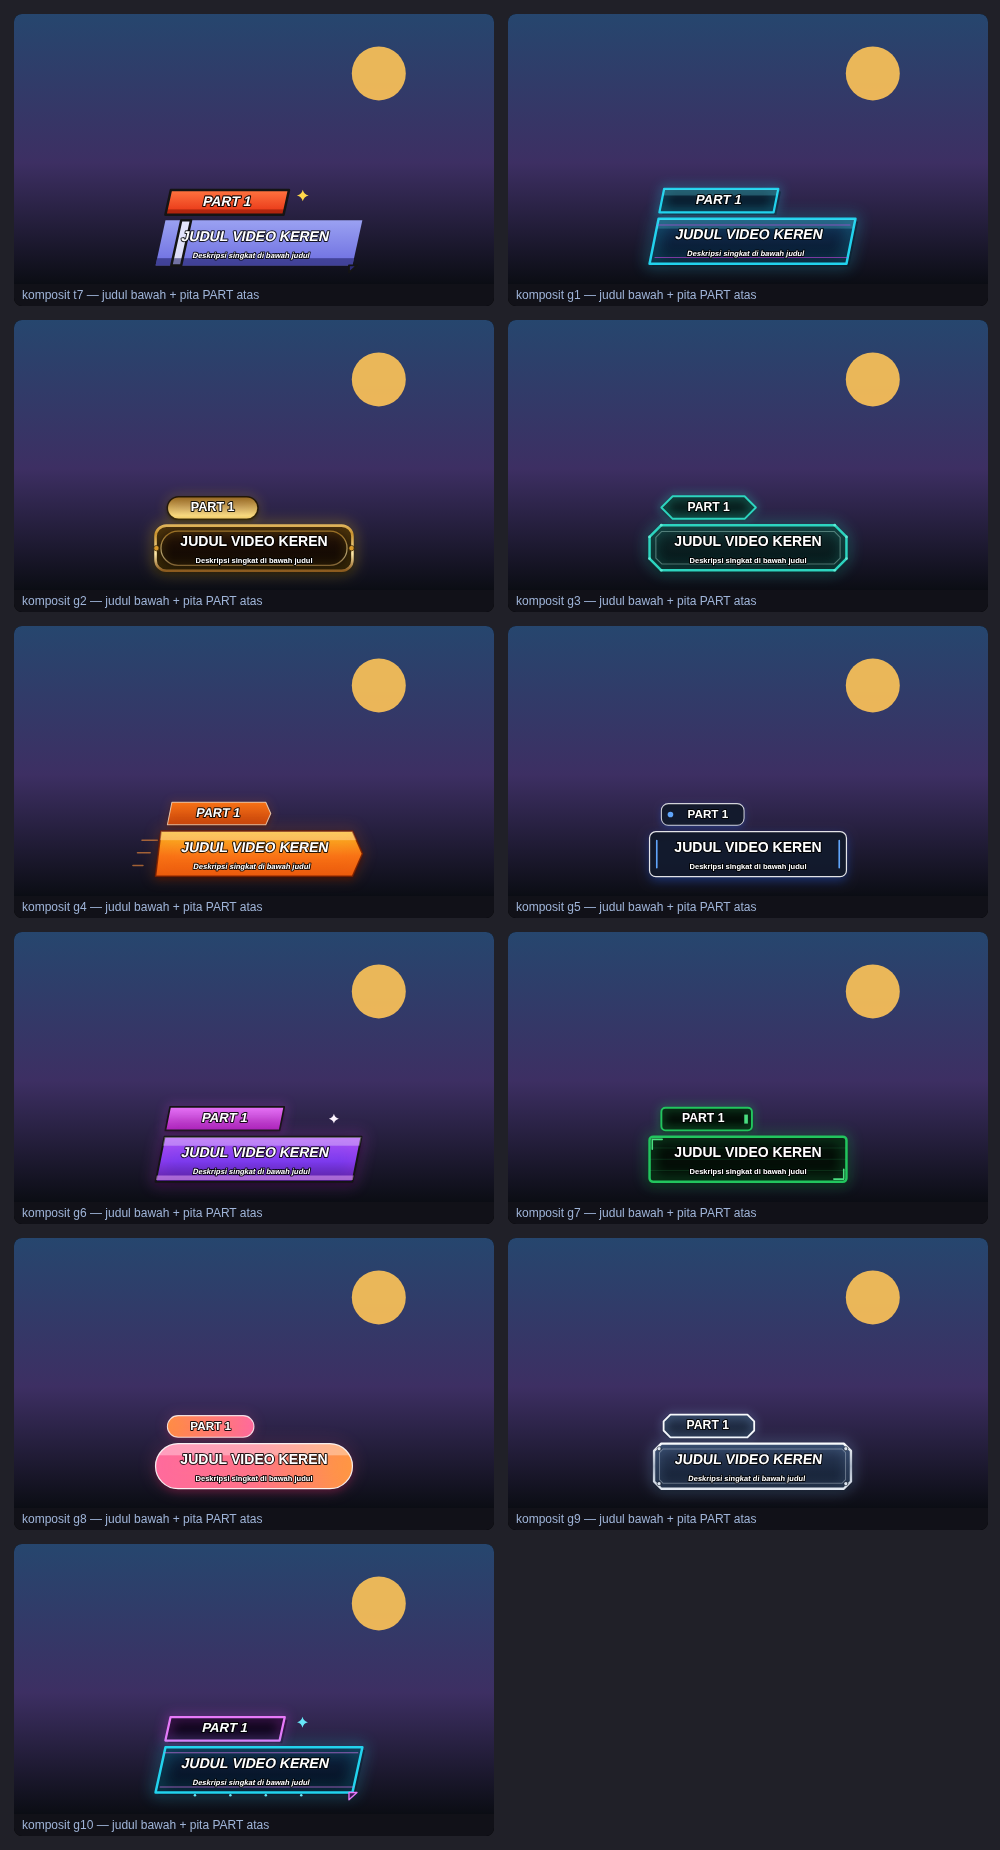 PART 1
JUDUL VIDEO KEREN
Deskripsi singkat di bawah judul
komposit t7 — judul bawah + pita PART atas
PART 1
JUDUL VIDEO KEREN
Deskripsi singkat di bawah judul
komposit g1 — judul bawah + pita PART atas
PART 1
JUDUL VIDEO KEREN
Deskripsi singkat di bawah judul
komposit g2 — judul bawah + pita PART atas
PART 1
JUDUL VIDEO KEREN
Deskripsi singkat di bawah judul
komposit g3 — judul bawah + pita PART atas
PART 1
JUDUL VIDEO KEREN
Deskripsi singkat di bawah judul
komposit g4 — judul bawah + pita PART atas
PART 1
JUDUL VIDEO KEREN
Deskripsi singkat di bawah judul
komposit g5 — judul bawah + pita PART atas
PART 1
JUDUL VIDEO KEREN
Deskripsi singkat di bawah judul
komposit g6 — judul bawah + pita PART atas
PART 1
JUDUL VIDEO KEREN
Deskripsi singkat di bawah judul
komposit g7 — judul bawah + pita PART atas
PART 1
JUDUL VIDEO KEREN
Deskripsi singkat di bawah judul
komposit g8 — judul bawah + pita PART atas
PART 1
JUDUL VIDEO KEREN
Deskripsi singkat di bawah judul
komposit g9 — judul bawah + pita PART atas
PART 1
JUDUL VIDEO KEREN
Deskripsi singkat di bawah judul
komposit g10 — judul bawah + pita PART atas